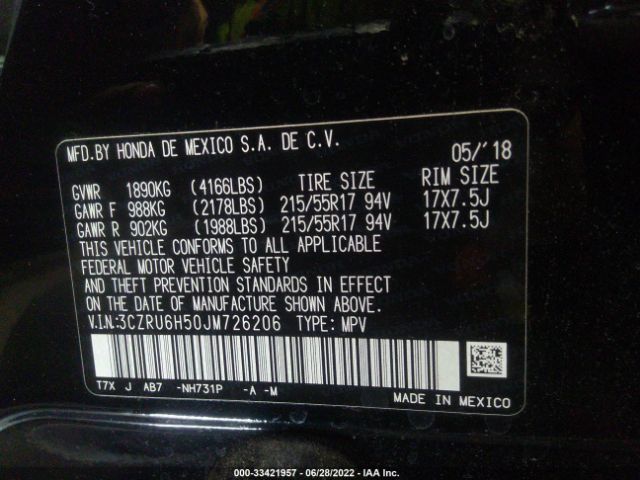 MFD.BY HONDA DE MEXICO S.A. DE C.V.
05/'18
GVWR 1890KG (4166LBS) TIRE SIZE RIM SIZE
GAWR F 988KG (2178LBS) 215/55R17 94V 17X7.5J
GAWR R 902KG (1988LBS) 215/55R17 94V 17X7.5J
THIS VEHICLE CONFORMS TO ALL APPLICABLE
FEDERAL MOTOR VEHICLE SAFETY
AND THEFT PREVENTION STANDARDS IN EFFECT
ON THE DATE OF MANUFACTURE SHOWN ABOVE.
V.I.N:3CZRU6H50JM726206 TYPE: MPV
T7X J AB7 -NH731P -A -M
MADE IN MEXICO
000-33421957 - 06/28/2022 - IAA Inc.